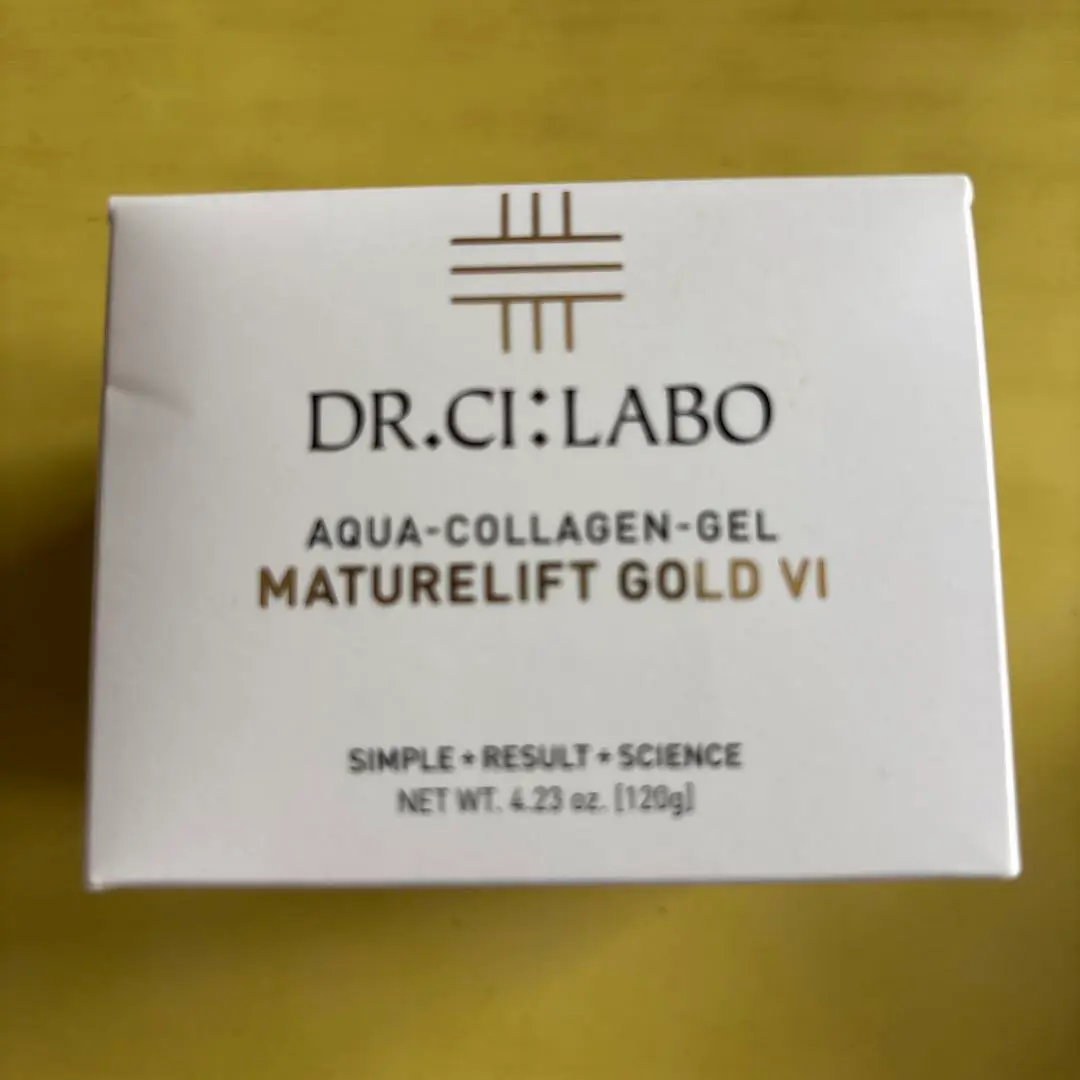 DR.CI:LABO
AQUA-COLLAGEN-GEL
MATURELIFT GOLD VI
SIMPLE + RESULT + SCIENCE
NET WT. 4.23 oz. [120g]